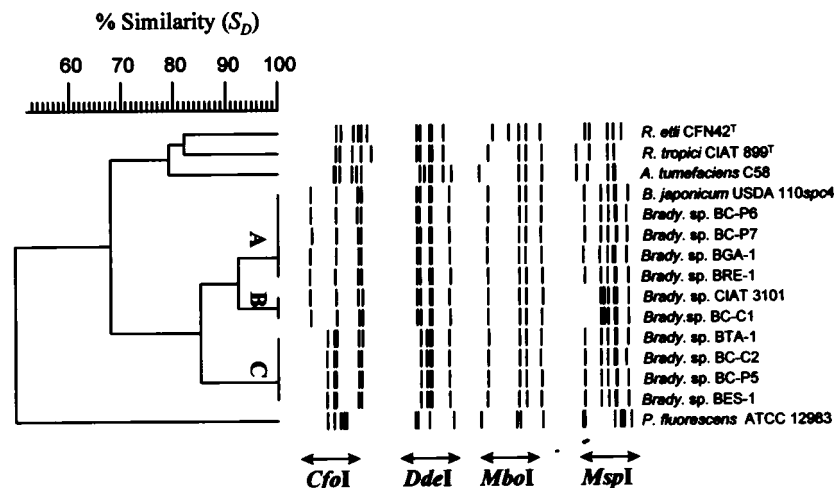 % Similarity (S_D)
60 70 80 90 100
R. etli CFN42ᵀ
R. tropici CIAT 899ᵀ
A. tumefaciens C58
B. japonicum USDA 110spc4
Brady. sp. BC-P6
A
Brady. sp. BC-P7
Brady. sp. BGA-1
Brady. sp. BRE-1
B
Brady. sp. CIAT 3101
Brady.sp. BC-C1
Brady. sp. BTA-1
C
Brady. sp. BC-C2
Brady. sp. BC-P5
Brady. sp. BES-1
P. fluorescens ATCC 12983
CfoI DdeI MboI MspI